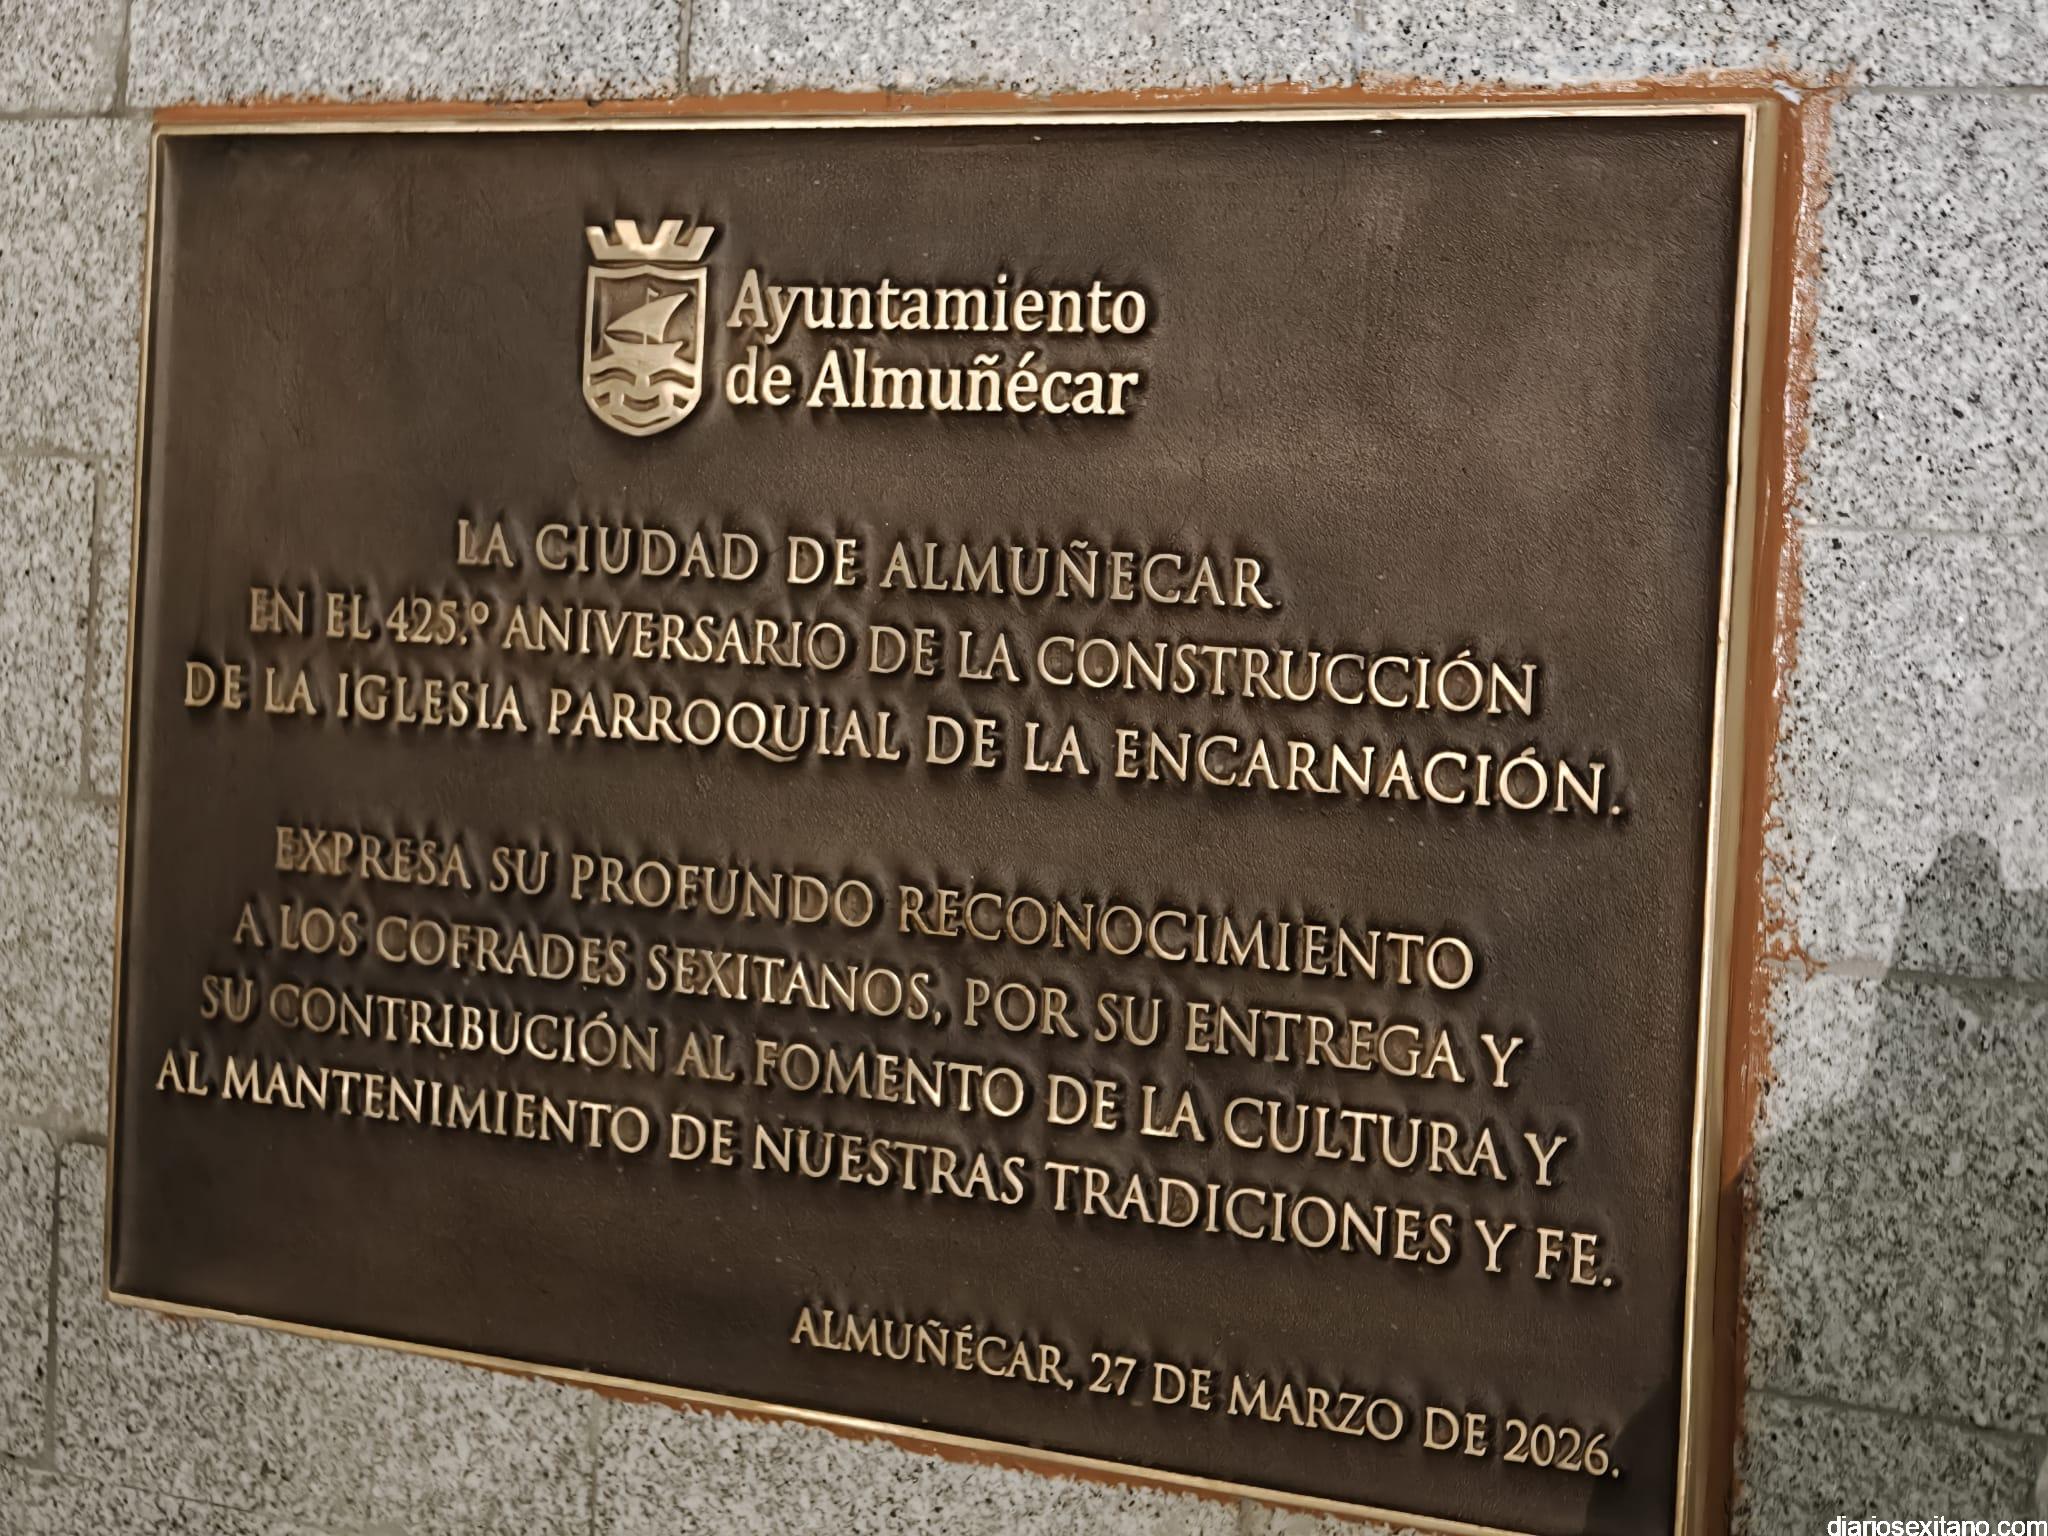 Ayuntamiento
de Almuñécar
LA CIUDAD DE ALMUÑECAR
EN EL 425.º ANIVERSARIO DE LA CONSTRUCCIÓN
DE LA IGLESIA PARROQUIAL DE LA ENCARNACIÓN.
EXPRESA SU PROFUNDO RECONOCIMIENTO
A LOS COFRADES SEXITANOS, POR SU ENTREGA Y
SU CONTRIBUCIÓN AL FOMENTO DE LA CULTURA Y
AL MANTENIMIENTO DE NUESTRAS TRADICIONES Y FE.
ALMUÑÉCAR, 27 DE MARZO DE 2026.
diariosexitano.com